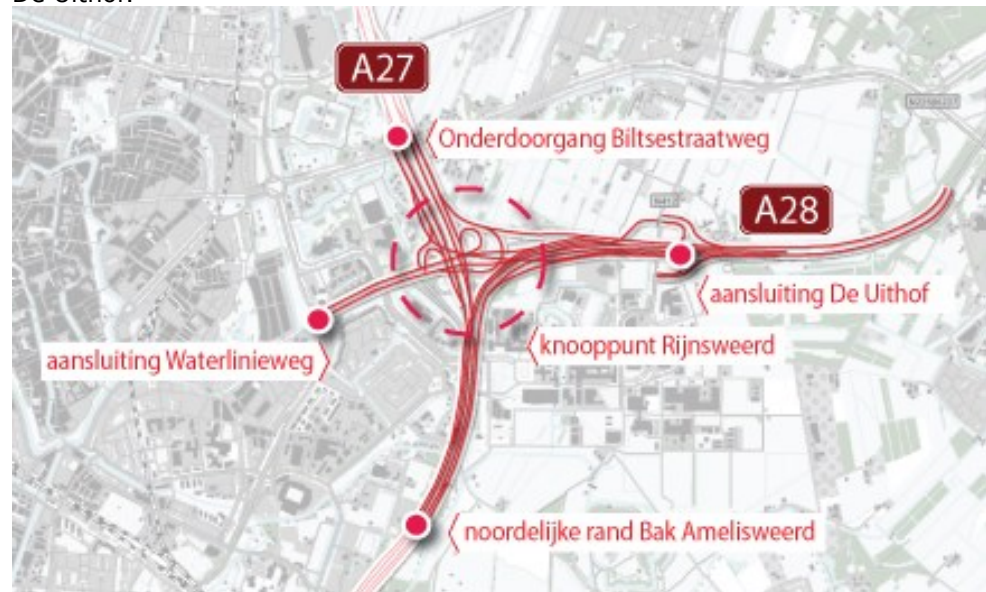 De Uithof.
A27
Onderdoorgang Biltsestraatweg
A28
aansluiting De Uithof
knooppunt Rijnsweerd
aansluiting Waterlinieweg
noordelijke rand Bak Amelisweerd